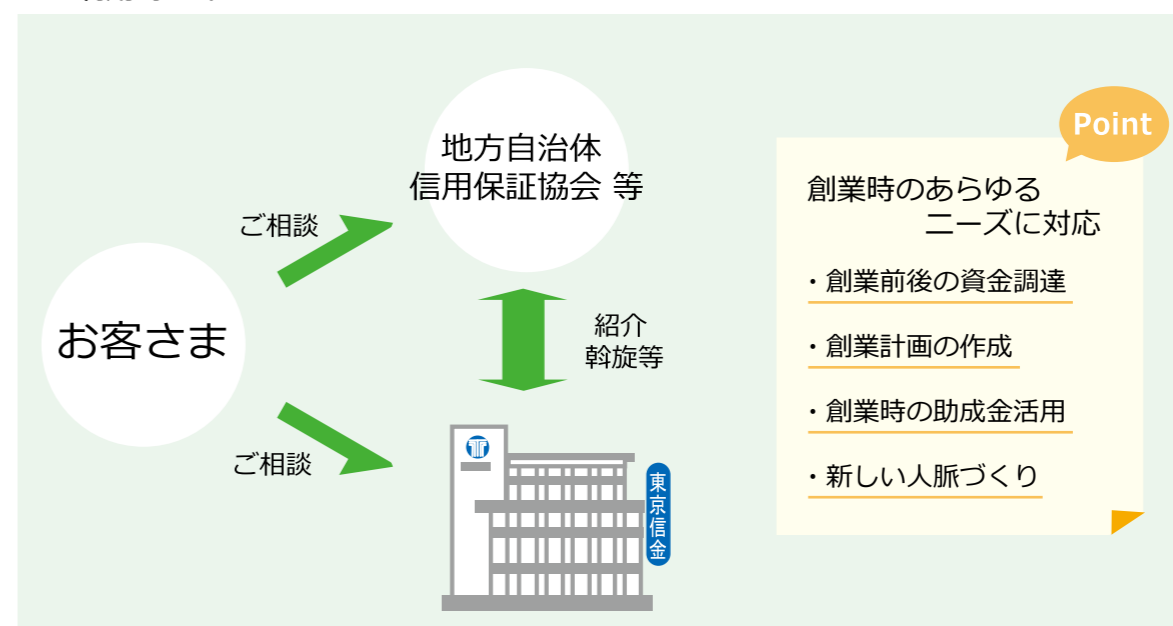 地方自治体
信用保証協会 等
ご相談
お客さま
紹介
斡旋等
ご相談
東京信金
Point
創業時のあらゆる
ニーズに対応
・創業前後の資金調達
・創業計画の作成
・創業時の助成金活用
・新しい人脈づくり